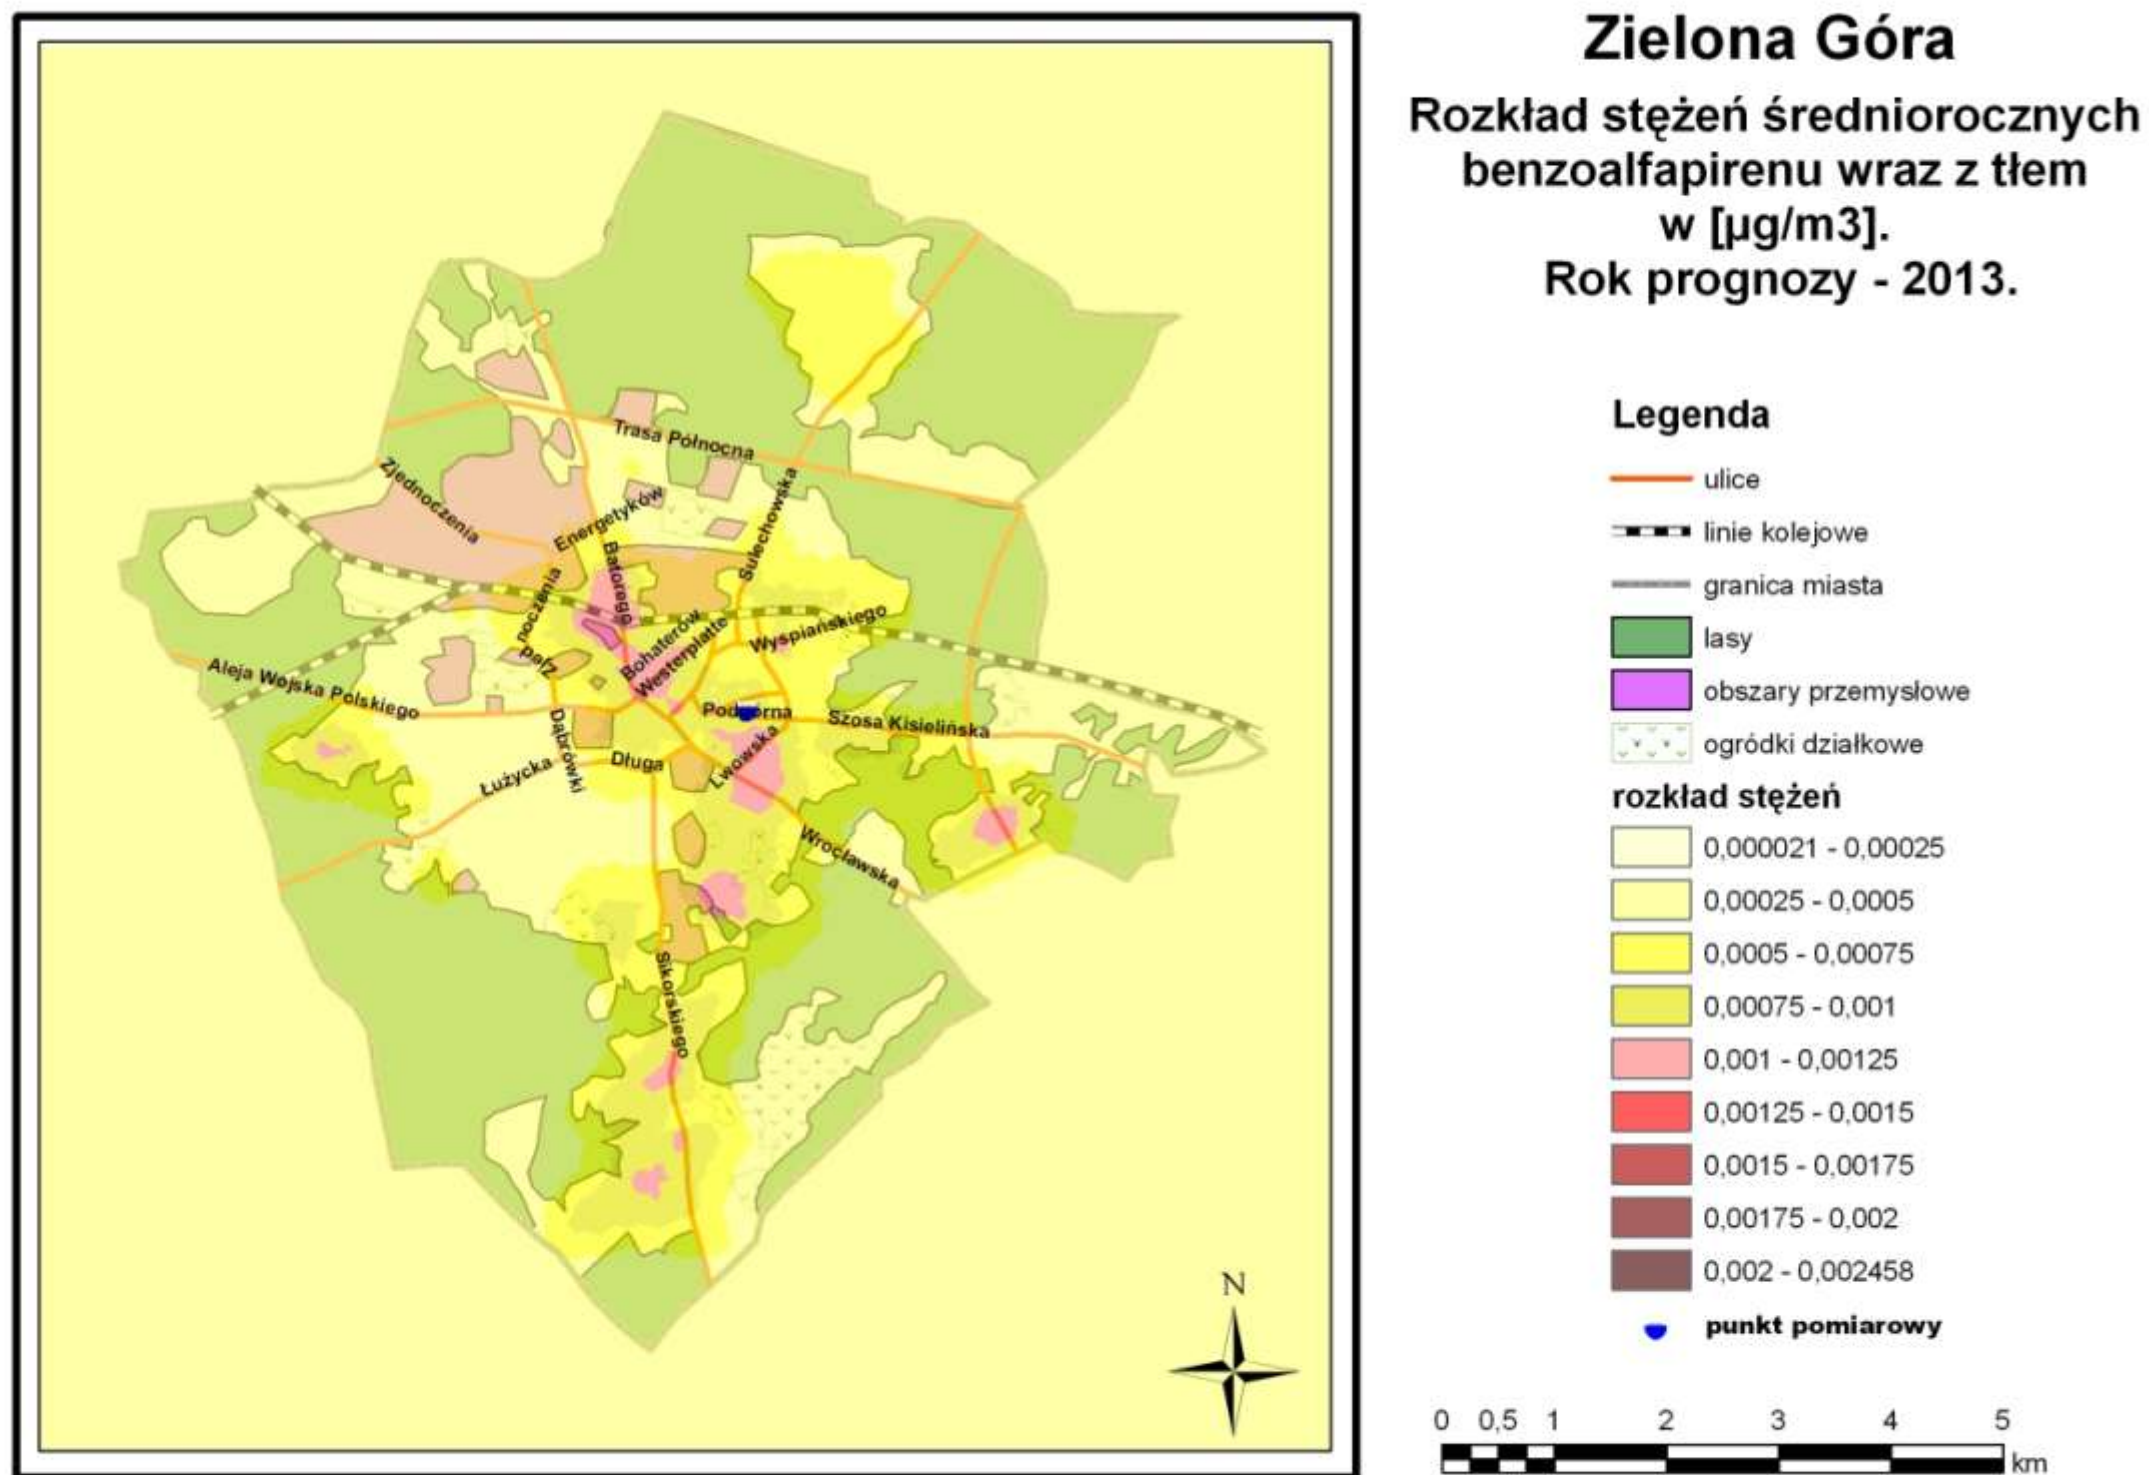 Zielona Góra
Rozkład stężeń średniorocznych
benzoalfapirenu wraz z tłem
w [µg/m3].
Rok prognozy - 2013.
Trasa Północna
Zjednoczenia
Energetyków
Sulechowska
Batorego
Zjednoczenia
Bohaterów
Westerplatte
Wyspiańskiego
Aleja Wojska Polskiego
Podgórna
Szosa Kisielińska
Dąbrówki
Łużycka
Długa
Lwowska
Wrocławska
Sikorskiego
N
Legenda
ulice
linie kolejowe
granica miasta
lasy
obszary przemysłowe
ogródki działkowe
rozkład stężeń
0,000021 - 0,00025
0,00025 - 0,0005
0,0005 - 0,00075
0,00075 - 0,001
0,001 - 0,00125
0,00125 - 0,0015
0,0015 - 0,00175
0,00175 - 0,002
0,002 - 0,002458
punkt pomiarowy
0 0,5 1 2 3 4 5
km